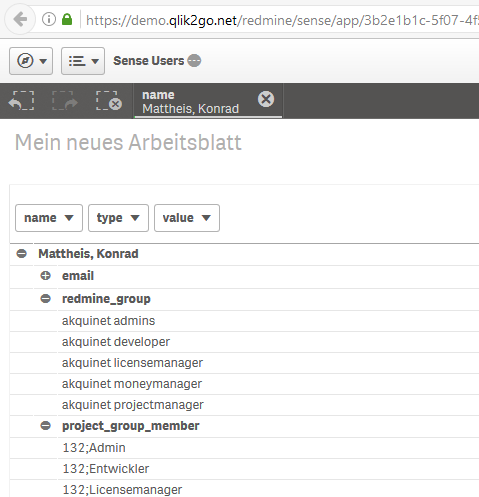 https://demo.qlik2go.net/redmine/sense/app/3b2e1b1c-5f07-4f5
Sense Users
name
Mattheis, Konrad
Mein neues Arbeitsblatt
name type value
Mattheis, Konrad
email
redmine_group
akquinet admins
akquinet developer
akquinet licensemanager
akquinet moneymanager
akquinet projectmanager
project_group_member
132;Admin
132;Entwickler
132;Licensemanager